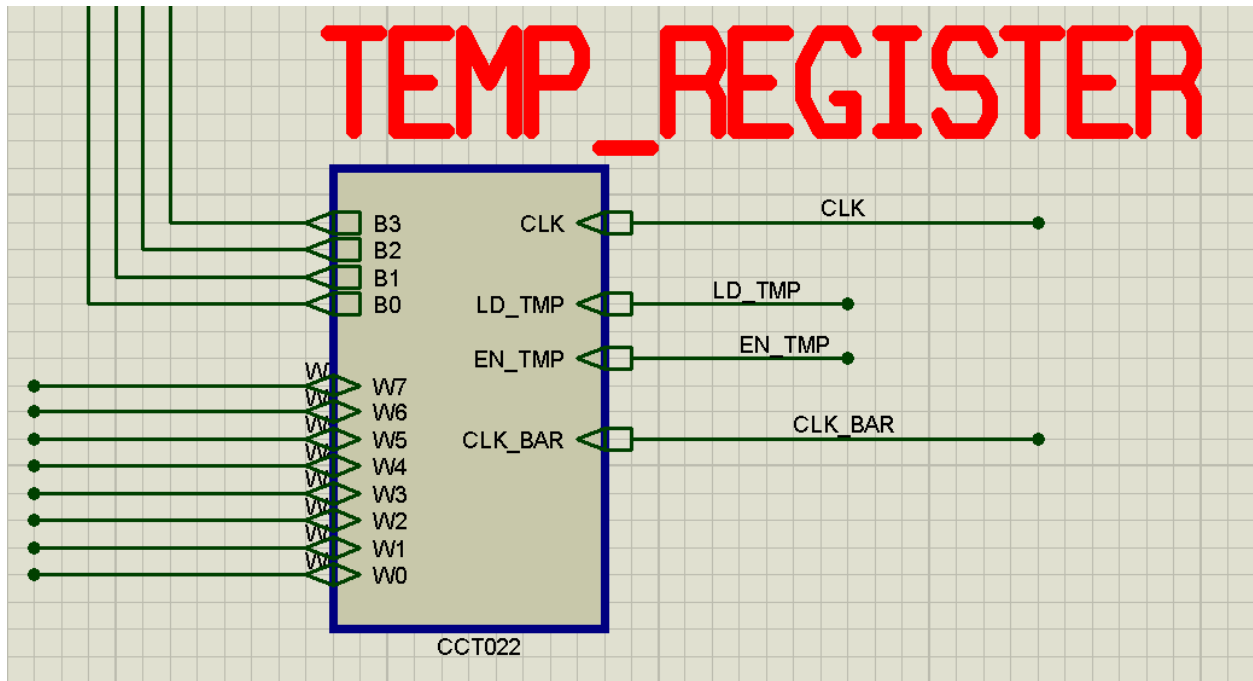 TEMP_REGISTER
B3 CLK CLK
B2
B1
B0 LD_TMP LD_TMP
EN_TMP EN_TMP
W W7
W W6
W W5 CLK_BAR CLK_BAR
W W4
W W3
W W2
W W1
W W0
CCT022